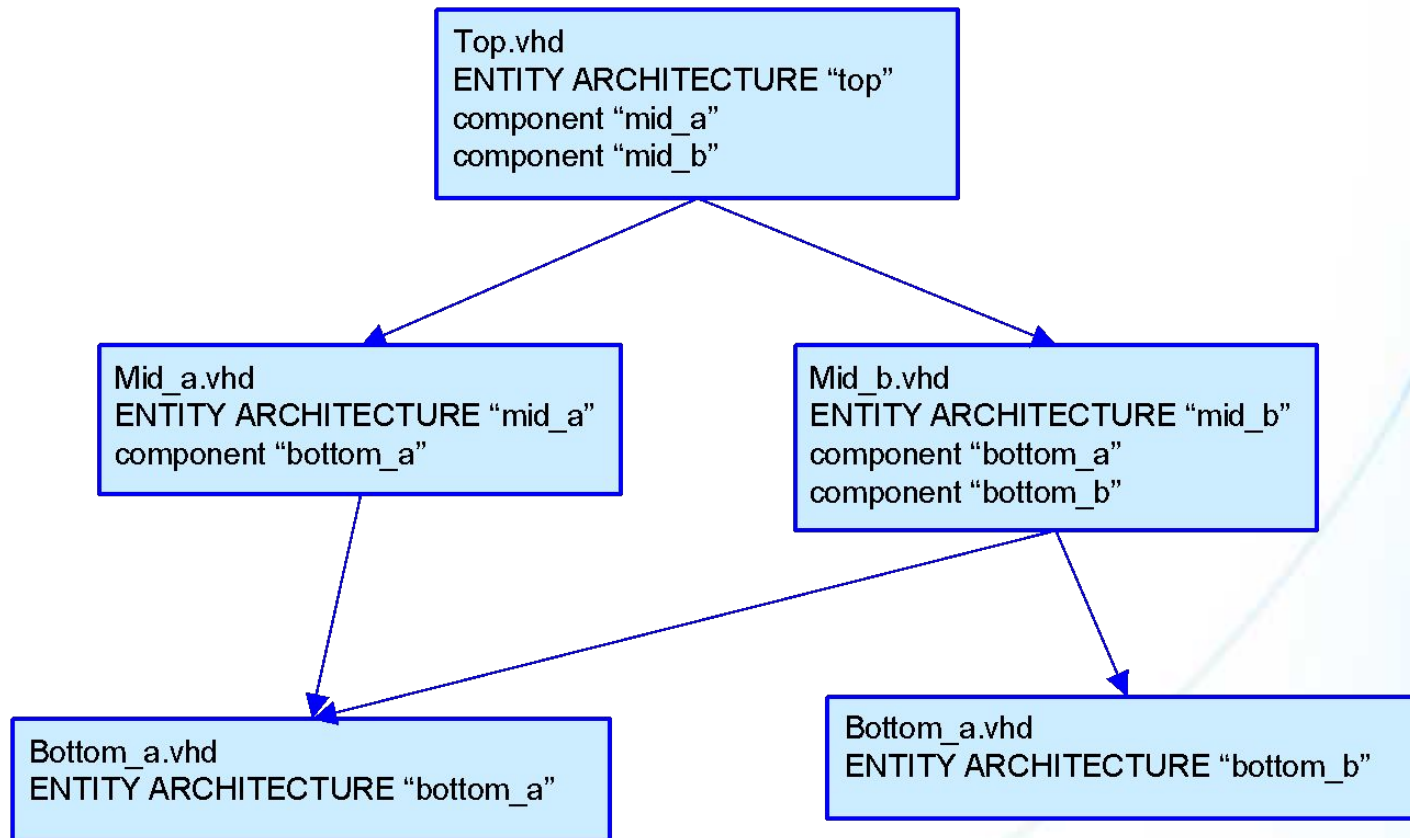 Top.vhd
ENTITY ARCHITECTURE “top”
component “mid_a”
component “mid_b”
Mid_a.vhd
ENTITY ARCHITECTURE “mid_a”
component “bottom_a”
Mid_b.vhd
ENTITY ARCHITECTURE “mid_b”
component “bottom_a”
component “bottom_b”
Bottom_a.vhd
ENTITY ARCHITECTURE “bottom_a”
Bottom_a.vhd
ENTITY ARCHITECTURE “bottom_b”